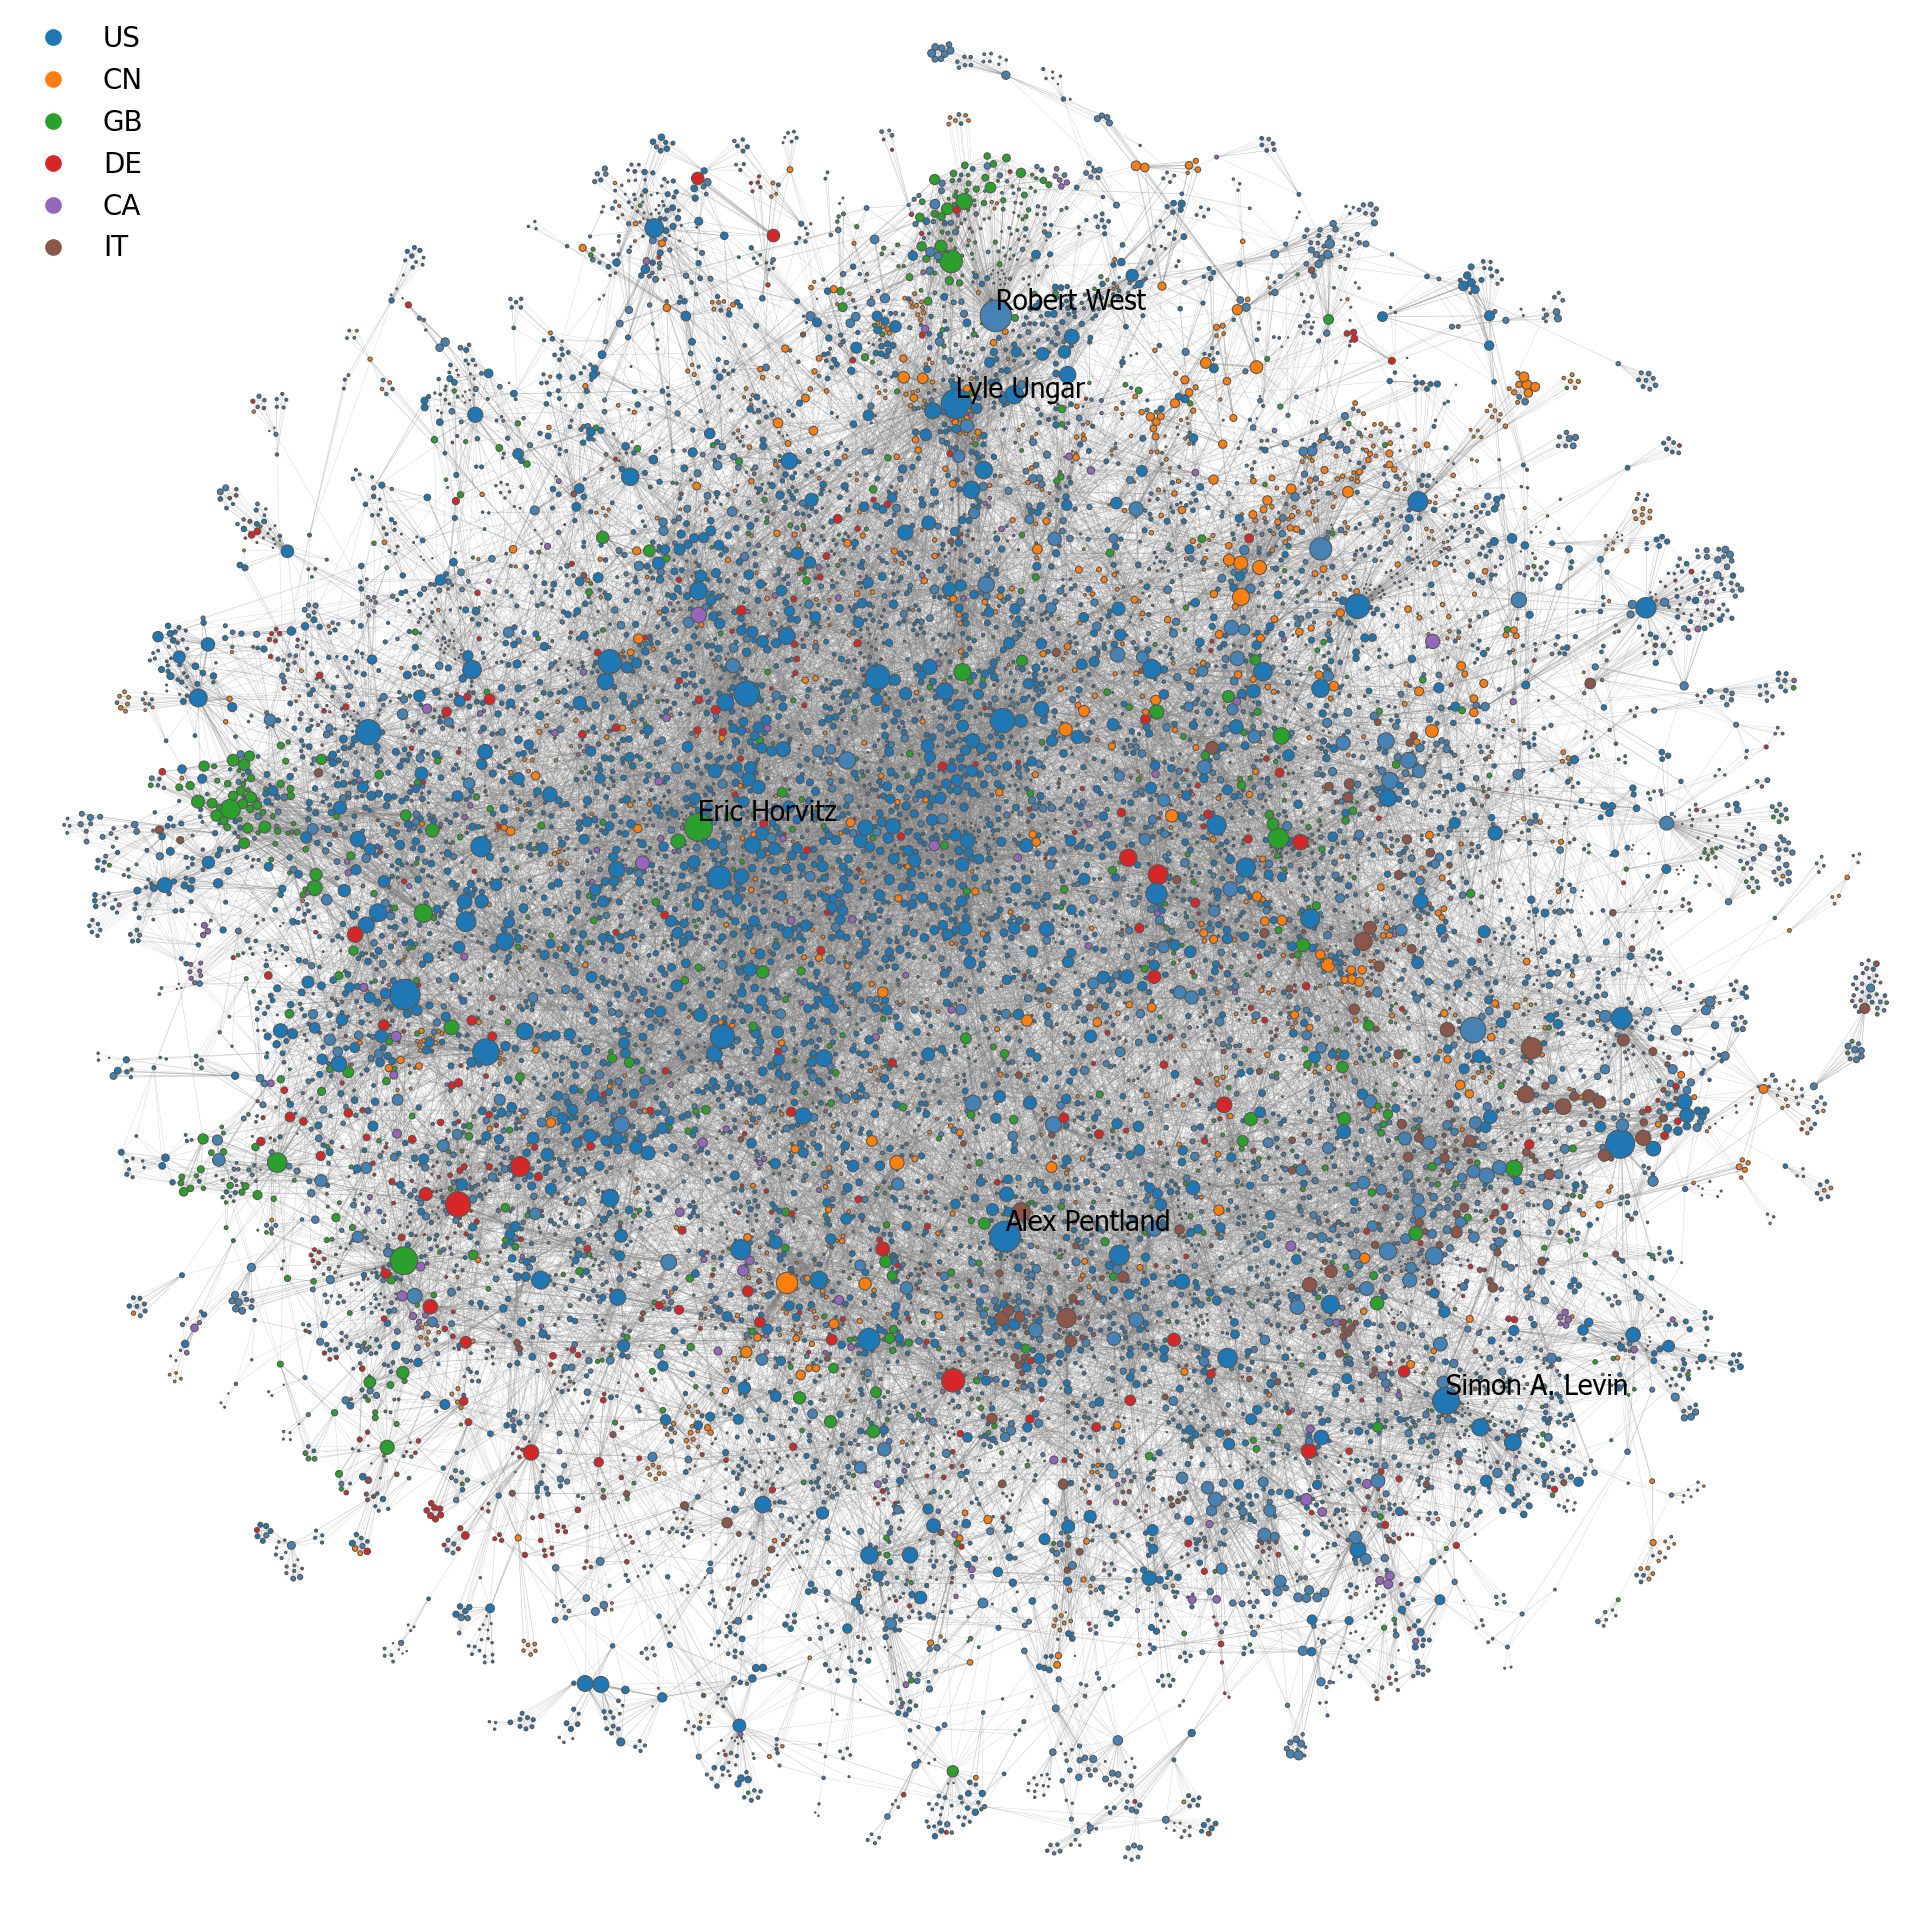 US
CN
GB
DE
CA
IT
Robert West
Lyle Ungar
Eric Horvitz
Alex Pentland
Simon A. Levin